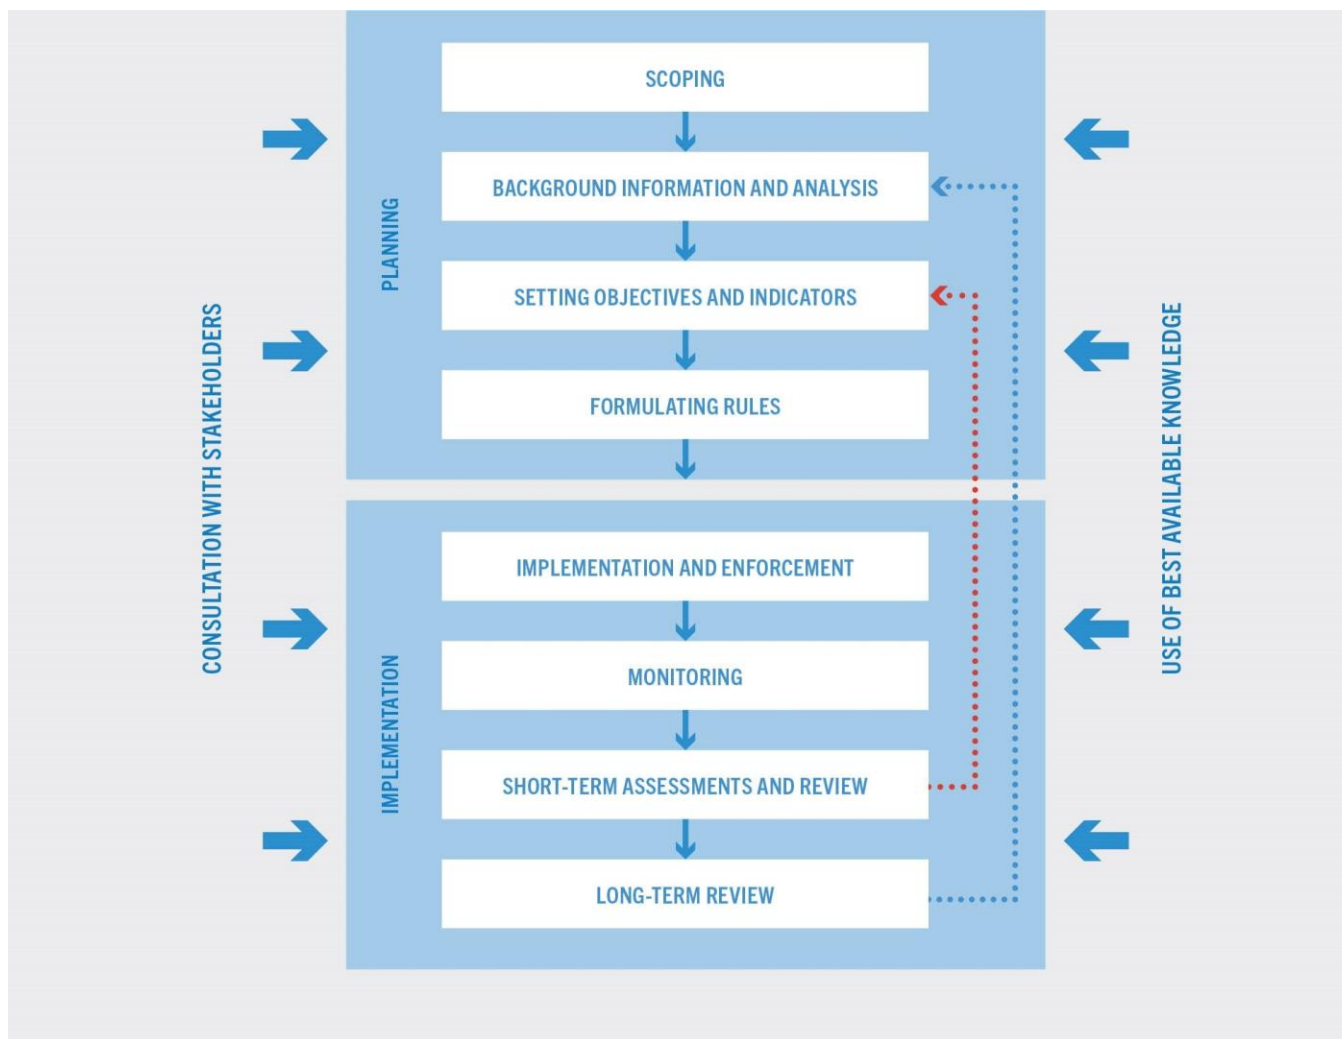 SCOPING
BACKGROUND INFORMATION AND ANALYSIS
PLANNING
SETTING OBJECTIVES AND INDICATORS
FORMULATING RULES
CONSULTATION WITH STAKEHOLDERS
USE OF BEST AVAILABLE KNOWLEDGE
IMPLEMENTATION AND ENFORCEMENT
MONITORING
IMPLEMENTATION
SHORT-TERM ASSESSMENTS AND REVIEW
LONG-TERM REVIEW